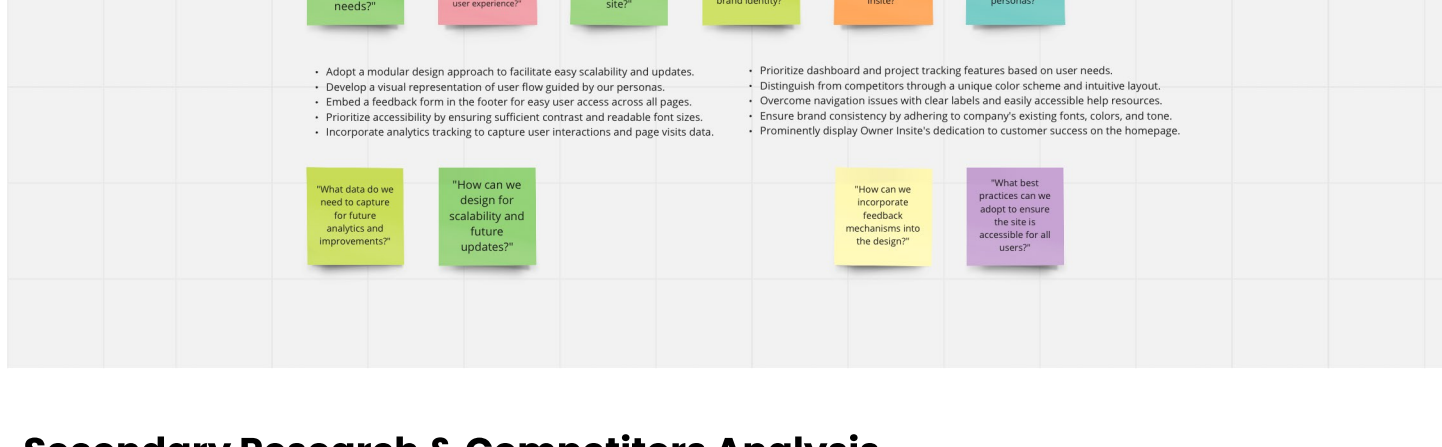 needs?"
user experience?"
site?"
brand identity?
Insite?
personas?
• Adopt a modular design approach to facilitate easy scalability and updates.
• Develop a visual representation of user flow guided by our personas.
• Embed a feedback form in the footer for easy user access across all pages.
• Prioritize accessibility by ensuring sufficient contrast and readable font sizes.
• Incorporate analytics tracking to capture user interactions and page visits data.
• Prioritize dashboard and project tracking features based on user needs.
• Distinguish from competitors through a unique color scheme and intuitive layout.
• Overcome navigation issues with clear labels and easily accessible help resources.
• Ensure brand consistency by adhering to company's existing fonts, colors, and tone.
• Prominently display Owner Insite's dedication to customer success on the homepage.
"What data do we
need to capture
for future
analytics and
improvements?"
"How can we
design for
scalability and
future
updates?"
"How can we
incorporate
feedback
mechanisms into
the design?"
"What best
practices can we
adopt to ensure
the site is
accessible for all
users?"
Secondary Research & Competitors Analysis